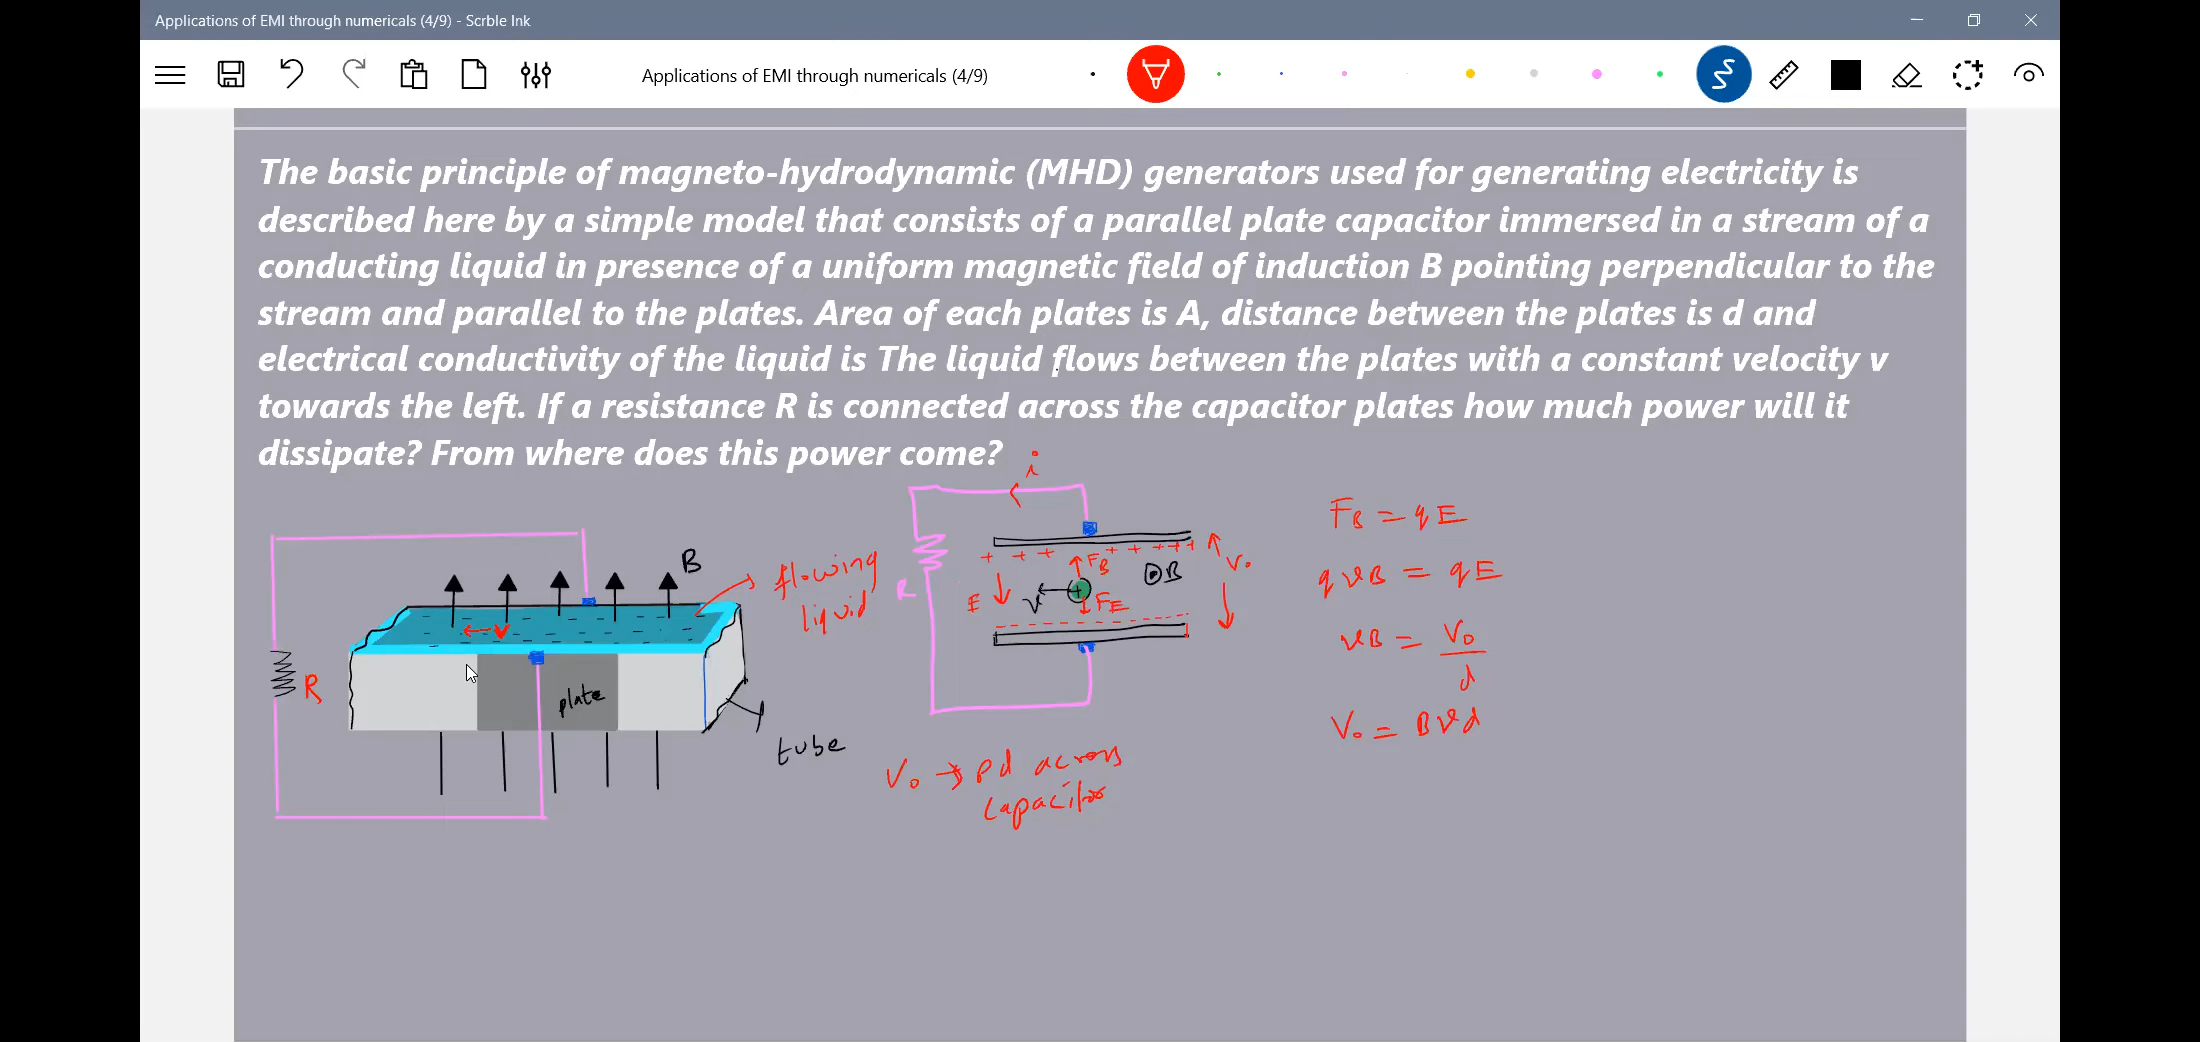 Applications of EMI through numericals (4/9) - Scrble Ink
Applications of EMI through numericals (4/9)
The basic principle of magneto-hydrodynamic (MHD) generators used for generating electricity is
described here by a simple model that consists of a parallel plate capacitor immersed in a stream of a
conducting liquid in presence of a uniform magnetic field of induction B pointing perpendicular to the
stream and parallel to the plates. Area of each plates is A, distance between the plates is d and
electrical conductivity of the liquid is The liquid flows between the plates with a constant velocity v
towards the left. If a resistance R is connected across the capacitor plates how much power will it
dissipate? From where does this power come?
B
flowing
liquid
R
plate
tube
i
R
+ + + + + + + +
F_B
B
V₀
E
v
+
F_E
V₀ → pd across
capacitor
F_B = qE
qvB = qE
vB = V₀/d
V₀ = Bvd